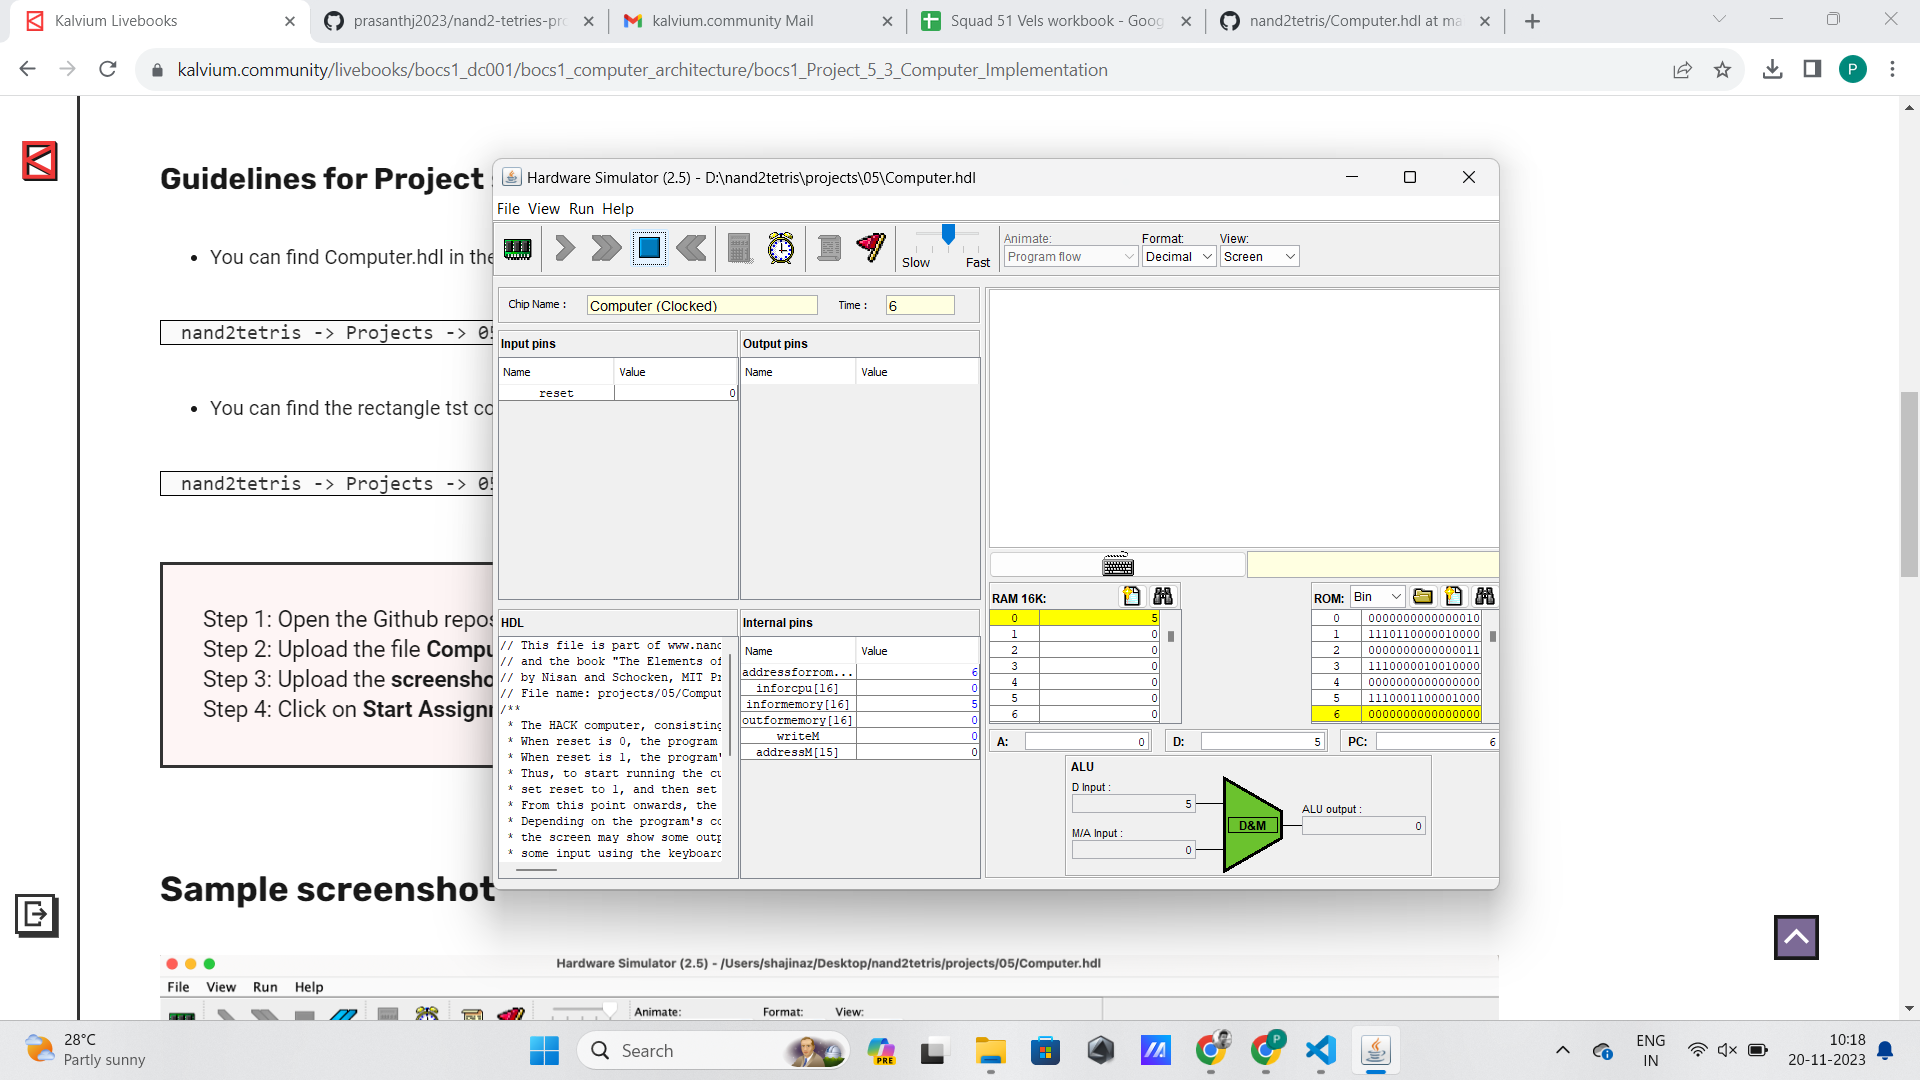 Kalvium Livebooks
prasanthj2023/nand2-tetries-pro
kalvium.community Mail
Squad 51 Vels workbook - Goog
nand2tetris/Computer.hdl at ma
kalvium.community/livebooks/bocs1_dc001/bocs1_computer_architecture/bocs1_Project_5_3_Computer_Implementation
P
Guidelines for Project
You can find Computer.hdl in the
nand2tetris -> Projects -> 05
You can find the rectangle tst co
nand2tetris -> Projects -> 05
Step 1: Open the Github repos
Step 2: Upload the file Compu
Step 3: Upload the screensho
Step 4: Click on Start Assignm
Sample screenshot
Hardware Simulator (2.5) - D:\nand2tetris\projects\05\Computer.hdl
File View Run Help
Slow Fast
Animate: Format: View:
Program flow Decimal Screen
Chip Name : Computer (Clocked) Time : 6
Input pins
Name Value
reset 0
Output pins
Name Value
HDL
// This file is part of www.nand
// and the book "The Elements of
// by Nisan and Schocken, MIT Pr
// File name: projects/05/Comput
/**
* The HACK computer, consisting
* When reset is 0, the program
* When reset is 1, the program'
* Thus, to start running the cu
* set reset to 1, and then set
* From this point onwards, the
* Depending on the program's co
* the screen may show some outp
* some input using the keyboard
Internal pins
Name Value
addressforrom... 6
inforcpu[16] 0
informemory[16] 5
outformemory[16] 0
writeM 0
addressM[15] 0
RAM 16K:
0 5
1 0
2 0
3 0
4 0
5 0
6 0
ROM: Bin
0 0000000000000010
1 1110110000010000
2 0000000000000011
3 1110000010010000
4 0000000000000000
5 1110001100001000
6 0000000000000000
A: 0 D: 5 PC: 6
ALU
D Input :
5
M/A Input :
0
D&M
ALU output :
0
Hardware Simulator (2.5) - /Users/shajinaz/Desktop/nand2tetris/projects/05/Computer.hdl
File View Run Help
Animate: Format: View:
28°C
Partly sunny
Search
PRE
P
ENG
IN
10:18
20-11-2023